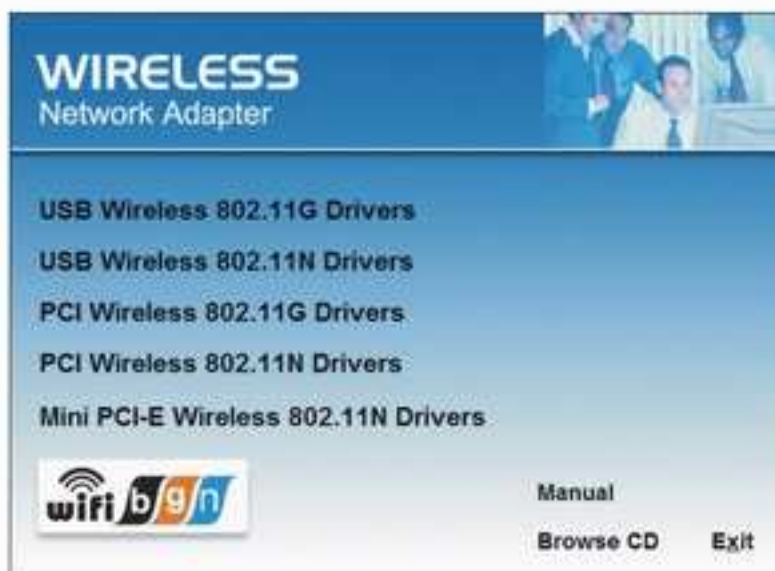 WIRELESS
Network Adapter
USB Wireless 802.11G Drivers
USB Wireless 802.11N Drivers
PCI Wireless 802.11G Drivers
PCI Wireless 802.11N Drivers
Mini PCI-E Wireless 802.11N Drivers
wifi b g n
Manual
Browse CD Exit